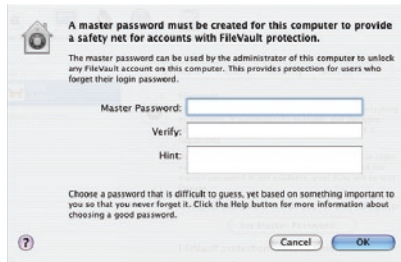 A master password must be created for this computer to provide
a safety net for accounts with FileVault protection.
The master password can be used by the administrator of this computer to unlock
any FileVault account on this computer. This provides protection for users who
forget their login password.
Master Password:
Verify:
Hint:
Choose a password that is difficult to guess, yet based on something important to
you so that you never forget it. Click the Help button for more information about
choosing a good password.
?
Cancel
OK